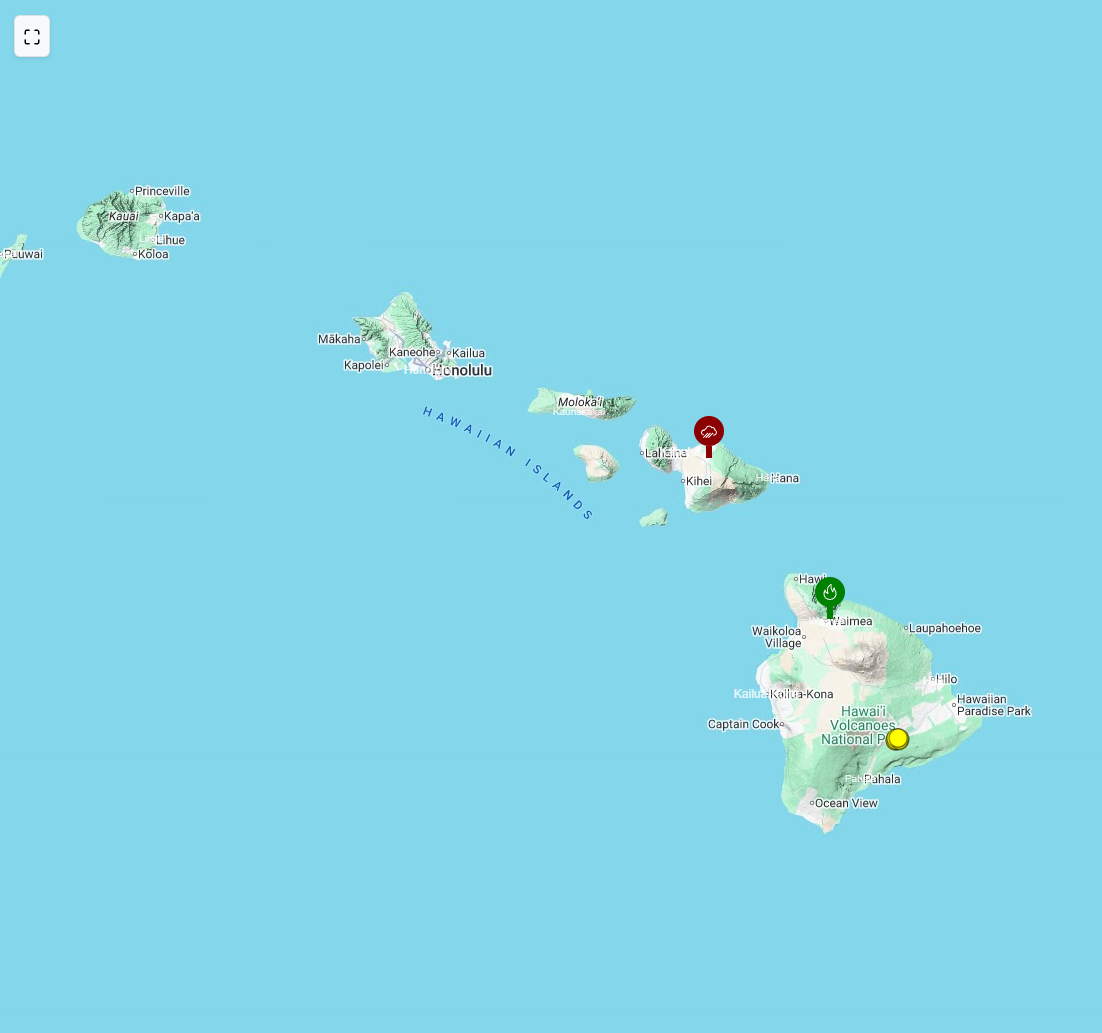 Princeville
Kauai
Kapa'a
Lihue
Puuwai
Koloa
Mākaha
Kaneohe
Kailua
Kapolei
Honolulu
Moloka'i
Kaunakakai
HAWAIIAN ISLANDS
Lahaina
Kihei
Hana
Hawi
Waimea
Waikoloa
Village
Laupahoehoe
Hilo
Kailua-Kona
Hawaiian
Paradise Park
Captain Cook
Hawai'i
Volcanoes
National P
Pahala
Ocean View